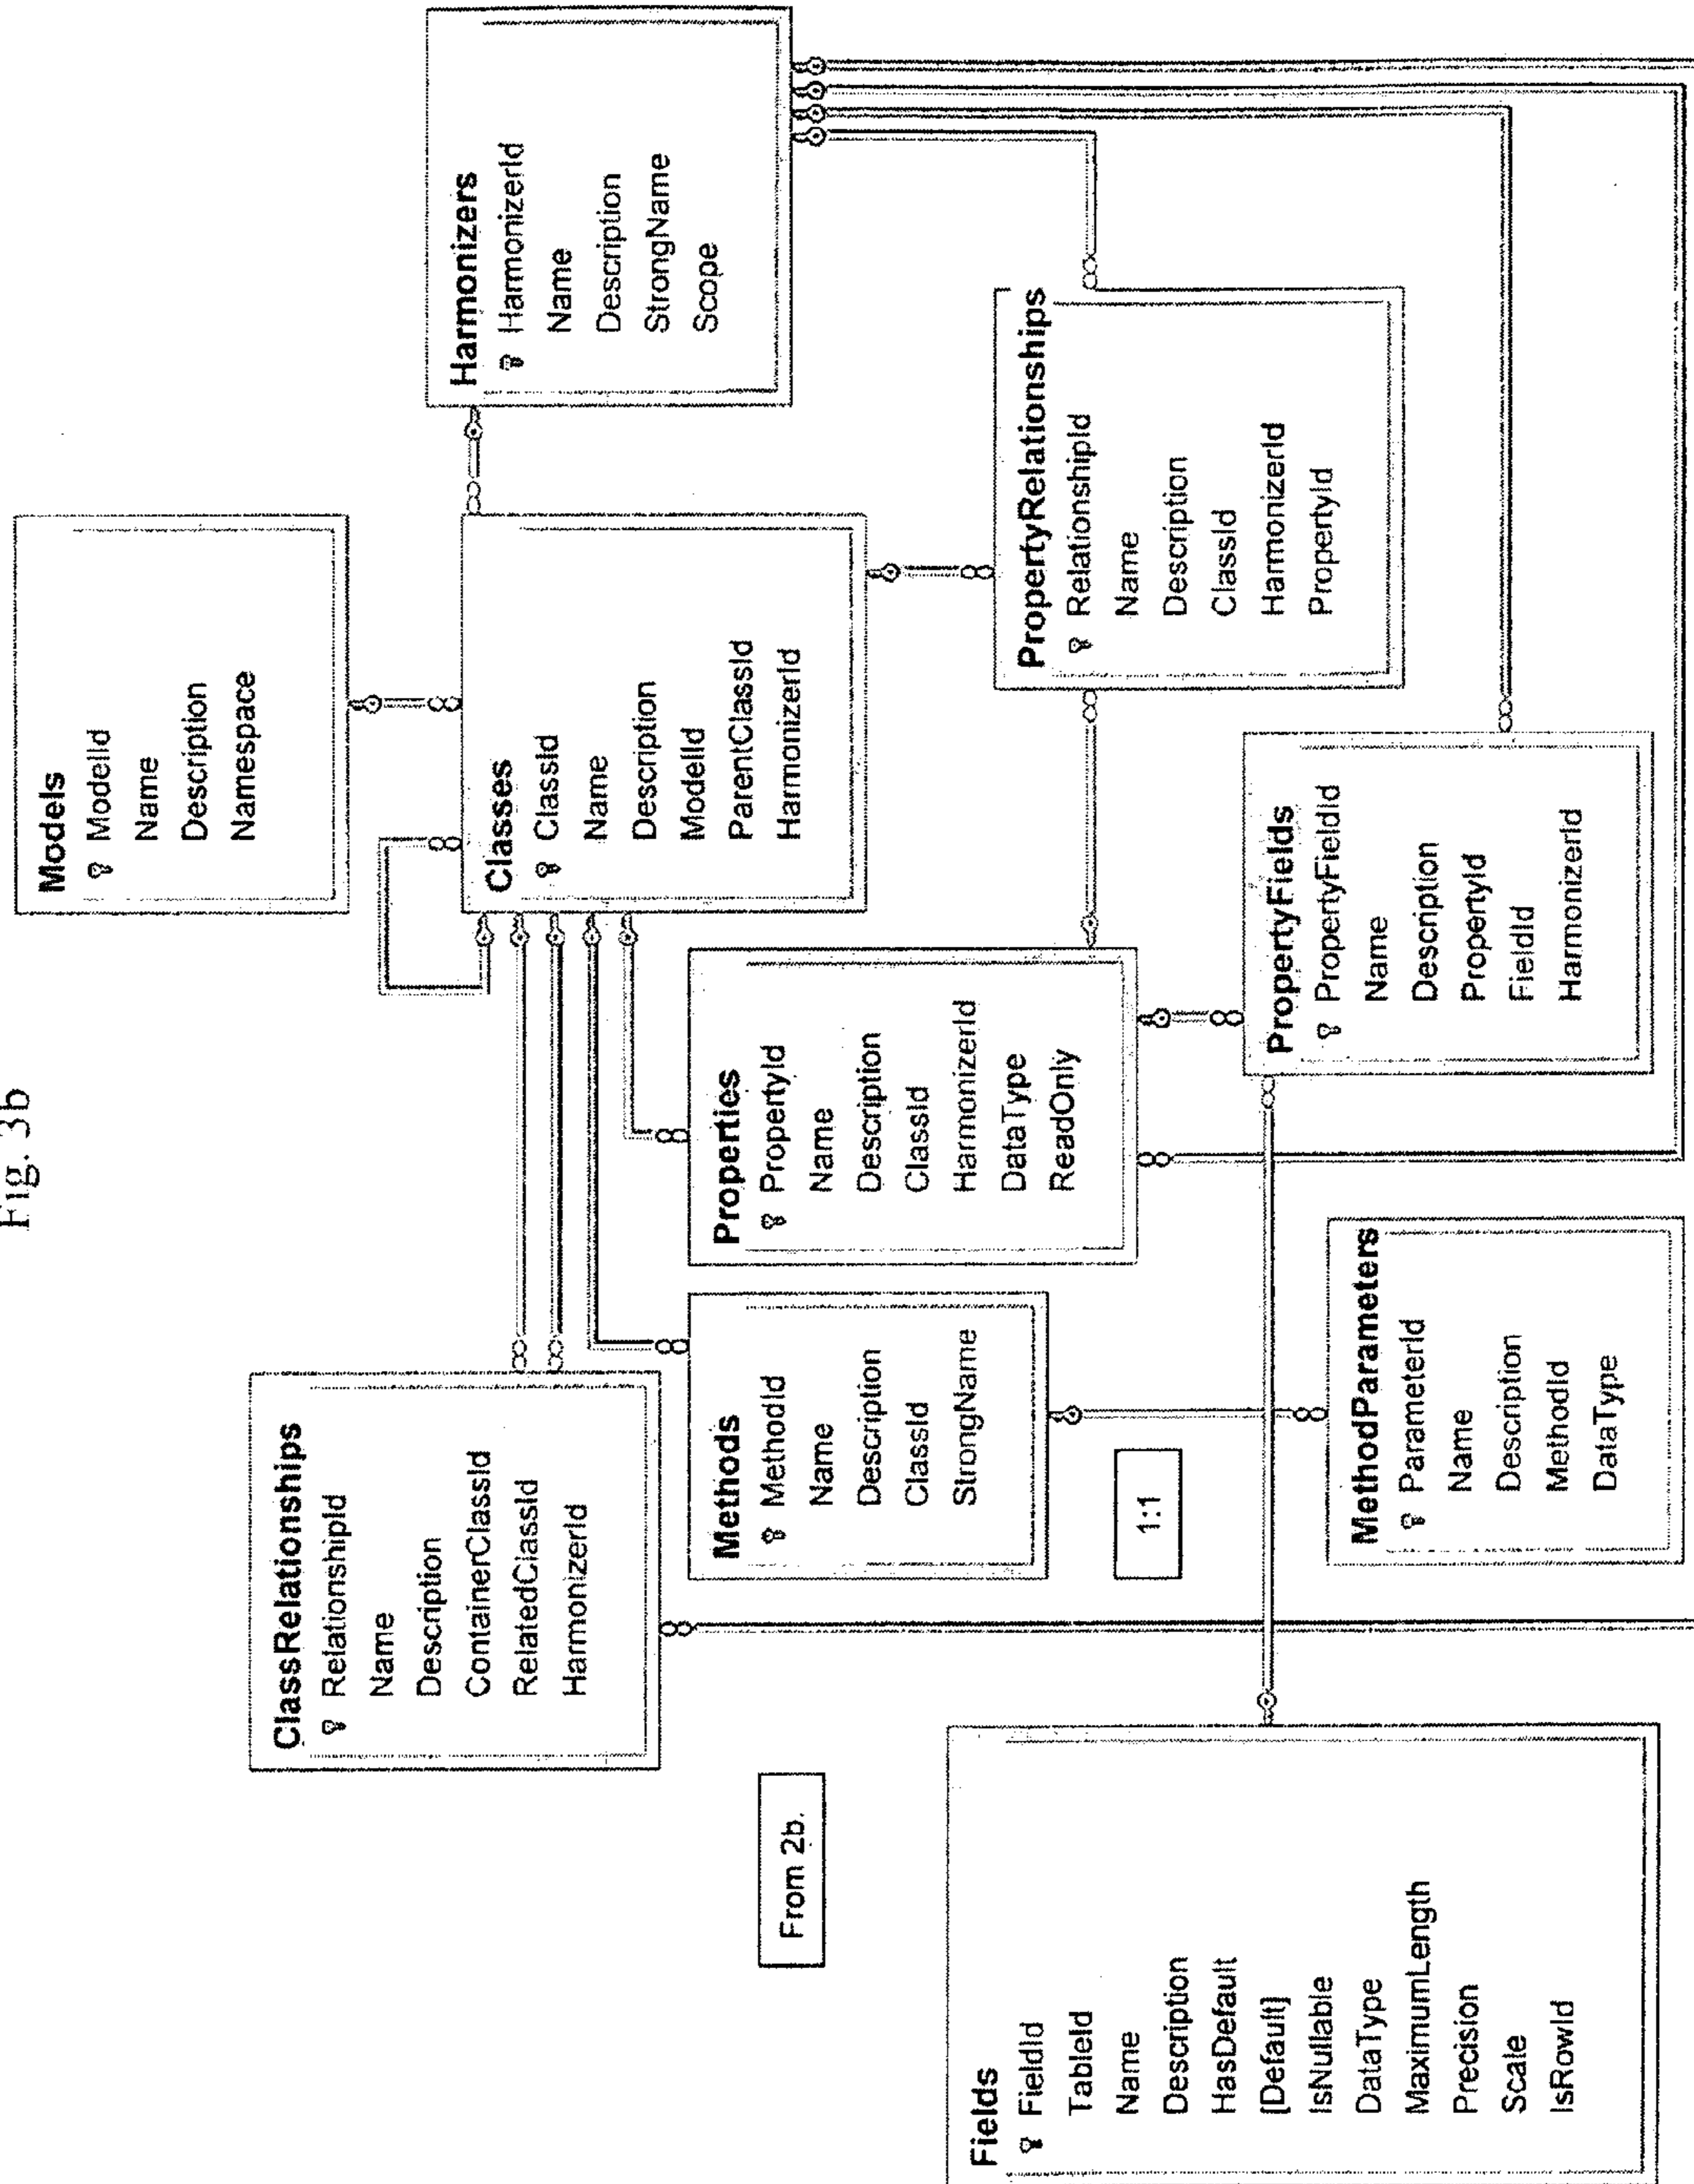 Fig. 3b
Models
ModelId
Name
Description
Namespace
Harmonizers
HarmonizerId
Name
Description
StrongName
Scope
Classes
ClassId
Name
Description
ModelId
ParentClassId
HarmonizerId
ClassRelationships
RelationshipId
Name
Description
ContainerClassId
RelatedClassId
HarmonizerId
Methods
MethodId
Name
Description
ClassId
StrongName
Properties
PropertyId
Name
Description
ClassId
HarmonizerId
DataType
ReadOnly
PropertyRelationships
RelationshipId
Name
Description
ClassId
HarmonizerId
PropertyId
From 2b.
1:1
Fields
FieldId
TableId
Name
Description
HasDefault
[Default]
IsNullable
DataType
MaximumLength
Precision
Scale
IsRowId
MethodParameters
ParameterId
Name
Description
MethodId
DataType
PropertyFields
PropertyFieldId
Name
Description
PropertyId
FieldId
HarmonizerId